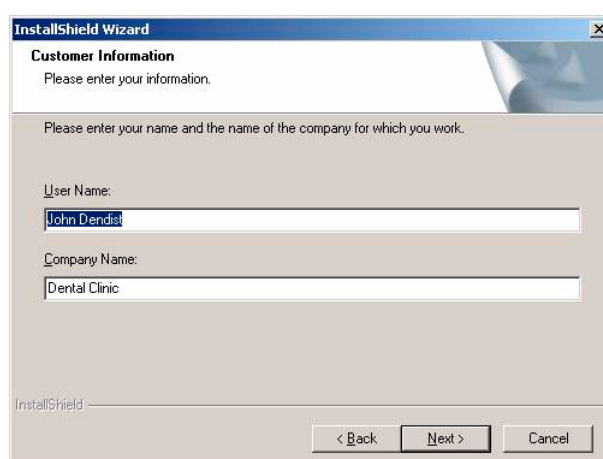 InstallShield Wizard
Customer Information
Please enter your information.
Please enter your name and the name of the company for which you work.
User Name:
John Dendist
Company Name:
Dental Clinic
InstallShield
< Back Next > Cancel